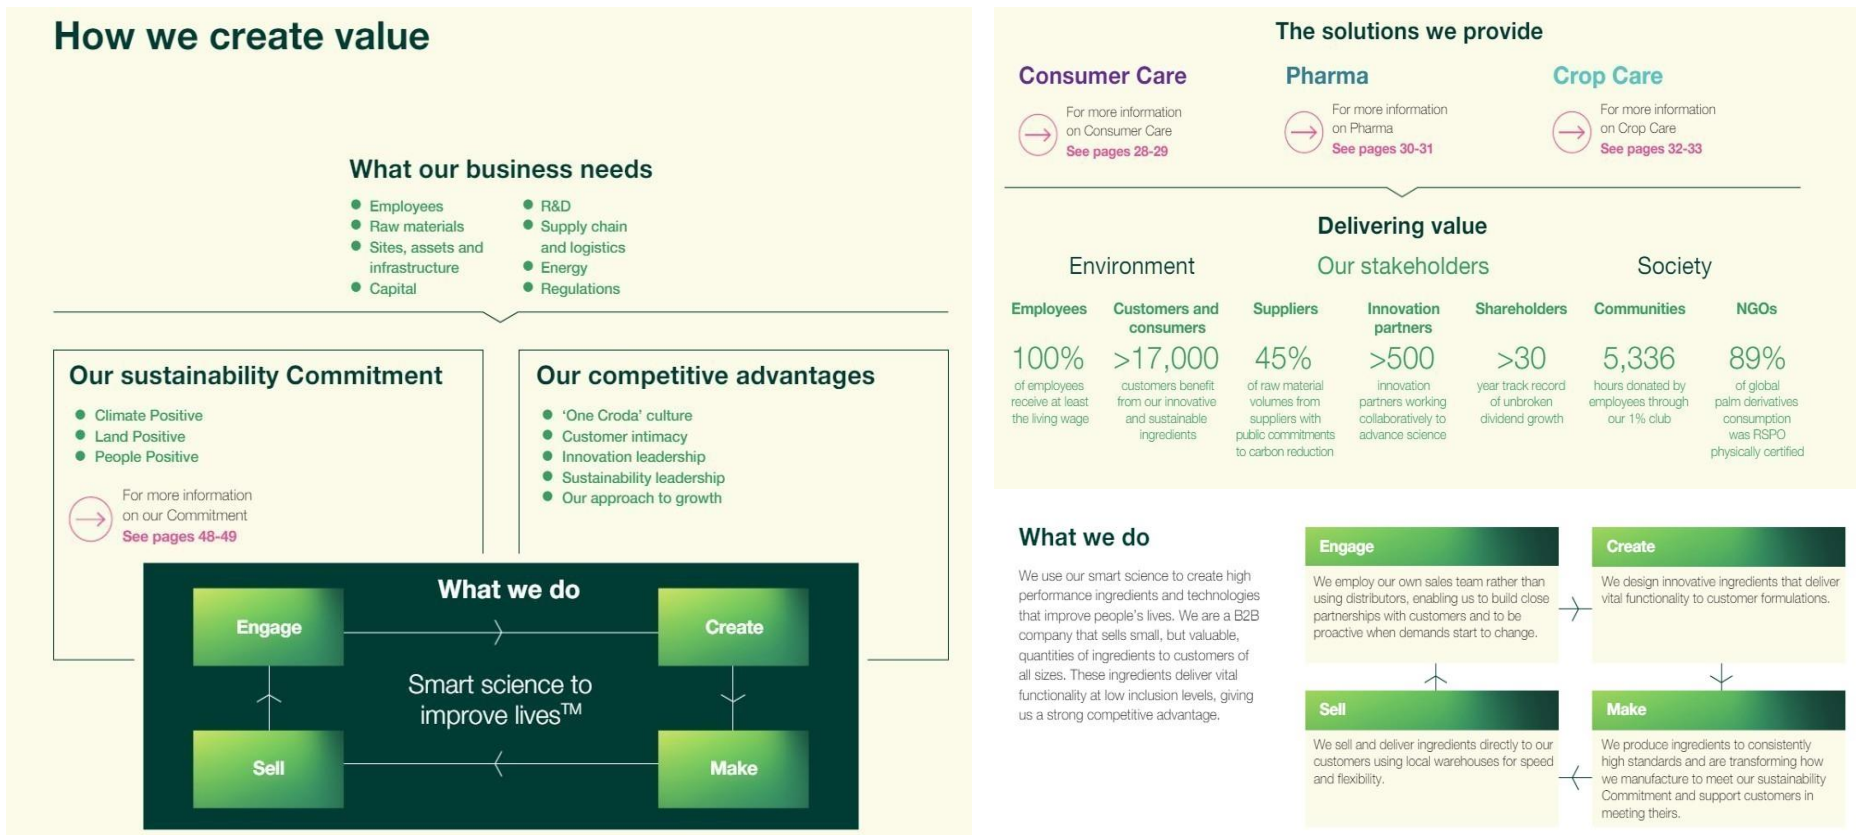 How we create value
What our business needs
Employees
Raw materials
Sites, assets and
infrastructure
Capital
R&D
Supply chain
and logistics
Energy
Regulations
Our sustainability Commitment
Climate Positive
Land Positive
People Positive
For more information
on our Commitment
See pages 48-49
Our competitive advantages
‘One Croda’ culture
Customer intimacy
Innovation leadership
Sustainability leadership
Our approach to growth
What we do
Engage
Create
Smart science to
improve lives™
Sell
Make
The solutions we provide
Consumer Care
For more information
on Consumer Care
See pages 28-29
Pharma
For more information
on Pharma
See pages 30-31
Crop Care
For more information
on Crop Care
See pages 32-33
Delivering value
Environment
Our stakeholders
Society
Employees
100%
of employees
receive at least
the living wage
Customers and
consumers
>17,000
customers benefit
from our innovative
and sustainable
ingredients
Suppliers
45%
of raw material
volumes from
suppliers with
public commitments
to carbon reduction
Innovation
partners
>500
innovation
partners working
collaboratively to
advance science
Shareholders
>30
year track record
of unbroken
dividend growth
Communities
5,336
hours donated by
employees through
our 1% club
NGOs
89%
of global
palm derivatives
consumption
was RSPO
physically certified
What we do
We use our smart science to create high
performance ingredients and technologies
that improve people’s lives. We are a B2B
company that sells small, but valuable,
quantities of ingredients to customers of
all sizes. These ingredients deliver vital
functionality at low inclusion levels, giving
us a strong competitive advantage.
Engage
We employ our own sales team rather than
using distributors, enabling us to build close
partnerships with customers and to be
proactive when demands start to change.
Create
We design innovative ingredients that deliver
vital functionality to customer formulations.
Sell
We sell and deliver ingredients directly to our
customers using local warehouses for speed
and flexibility.
Make
We produce ingredients to consistently
high standards and are transforming how
we manufacture to meet our sustainability
Commitment and support customers in
meeting theirs.